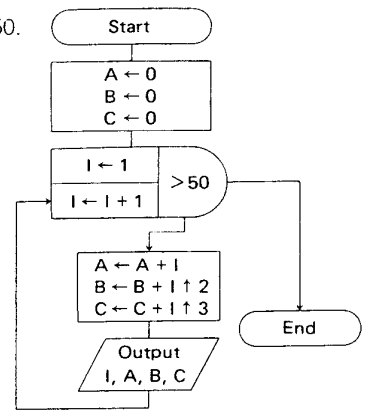 50.
Start
A ← 0
B ← 0
C ← 0
I ← 1
I ← I + 1
>50
A ← A + I
B ← B + I ↑ 2
C ← C + I ↑ 3
Output
I, A, B, C
End